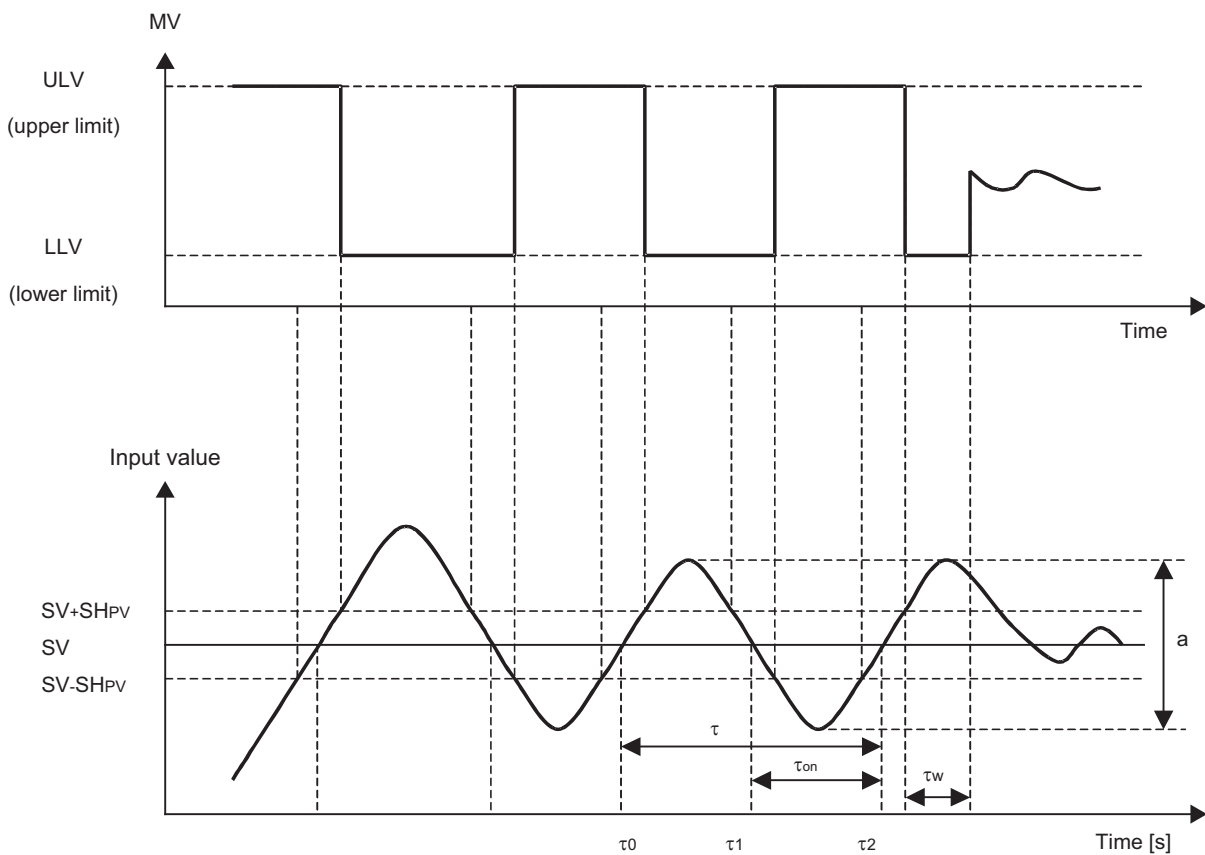 MV
ULV
(upper limit)
LLV
(lower limit)
Time
Input value
SV+SHPV
SV
SV-SHPV
a
τ
τon
τw
τ0
τ1
τ2
Time [s]